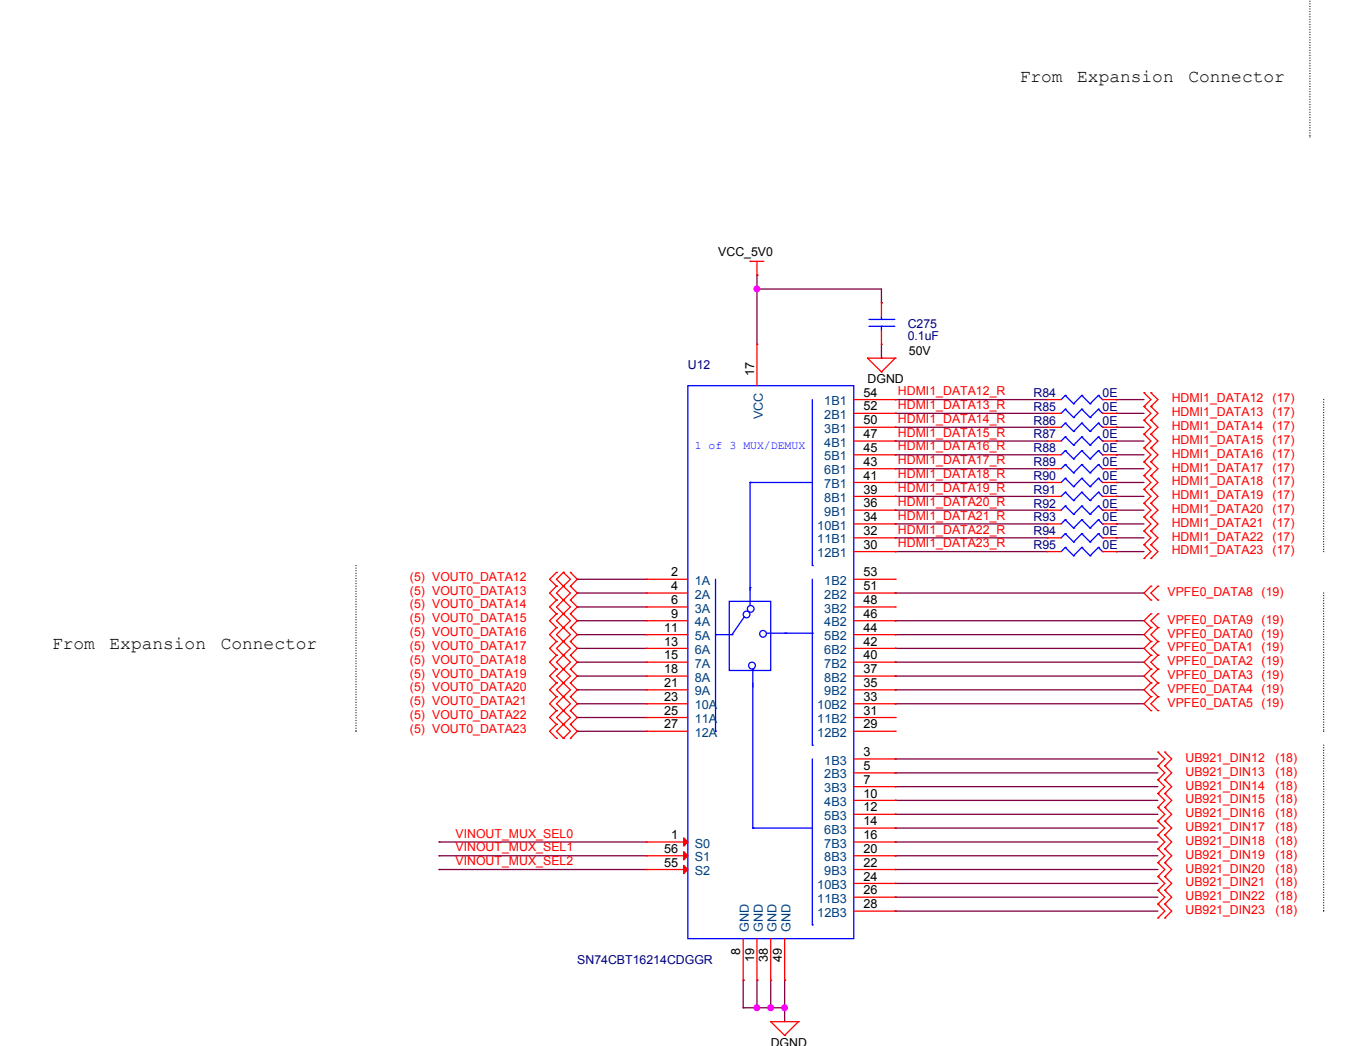 From Expansion Connector
VCC_5V0
C275
0.1uF
50V
DGND
U12
17
VCC
1 of 3 MUX/DEMUX
1B1 54 HDMI1_DATA12_R R84 0E HDMI1_DATA12 (17)
2B1 52 HDMI1_DATA13_R R85 0E HDMI1_DATA13 (17)
3B1 50 HDMI1_DATA14_R R86 0E HDMI1_DATA14 (17)
4B1 47 HDMI1_DATA15_R R87 0E HDMI1_DATA15 (17)
5B1 45 HDMI1_DATA16_R R88 0E HDMI1_DATA16 (17)
6B1 43 HDMI1_DATA17_R R89 0E HDMI1_DATA17 (17)
7B1 41 HDMI1_DATA18_R R90 0E HDMI1_DATA18 (17)
8B1 39 HDMI1_DATA19_R R91 0E HDMI1_DATA19 (17)
9B1 36 HDMI1_DATA20_R R92 0E HDMI1_DATA20 (17)
10B1 34 HDMI1_DATA21_R R93 0E HDMI1_DATA21 (17)
11B1 32 HDMI1_DATA22_R R94 0E HDMI1_DATA22 (17)
12B1 30 HDMI1_DATA23_R R95 0E HDMI1_DATA23 (17)
From Expansion Connector
(5) VOUT0_DATA12 2 1A
(5) VOUT0_DATA13 4 2A
(5) VOUT0_DATA14 6 3A
(5) VOUT0_DATA15 9 4A
(5) VOUT0_DATA16 11 5A
(5) VOUT0_DATA17 13 6A
(5) VOUT0_DATA18 15 7A
(5) VOUT0_DATA19 18 8A
(5) VOUT0_DATA20 21 9A
(5) VOUT0_DATA21 23 10A
(5) VOUT0_DATA22 25 11A
(5) VOUT0_DATA23 27 12A
1B2 53
2B2 51 VPFE0_DATA8 (19)
3B2 48
4B2 46 VPFE0_DATA9 (19)
5B2 44 VPFE0_DATA0 (19)
6B2 42 VPFE0_DATA1 (19)
7B2 40 VPFE0_DATA2 (19)
8B2 37 VPFE0_DATA3 (19)
9B2 35 VPFE0_DATA4 (19)
10B2 33 VPFE0_DATA5 (19)
11B2 31
12B2 29
1B3 3 UB921_DIN12 (18)
2B3 5 UB921_DIN13 (18)
3B3 7 UB921_DIN14 (18)
4B3 10 UB921_DIN15 (18)
5B3 12 UB921_DIN16 (18)
6B3 14 UB921_DIN17 (18)
7B3 16 UB921_DIN18 (18)
8B3 20 UB921_DIN19 (18)
9B3 22 UB921_DIN20 (18)
10B3 24 UB921_DIN21 (18)
11B3 26 UB921_DIN22 (18)
12B3 28 UB921_DIN23 (18)
VINOUT_MUX_SEL0 1 S0
VINOUT_MUX_SEL1 56 S1
VINOUT_MUX_SEL2 55 S2
GND GND GND GND
8 19 38 49
SN74CBT16214CDGGR
DGND